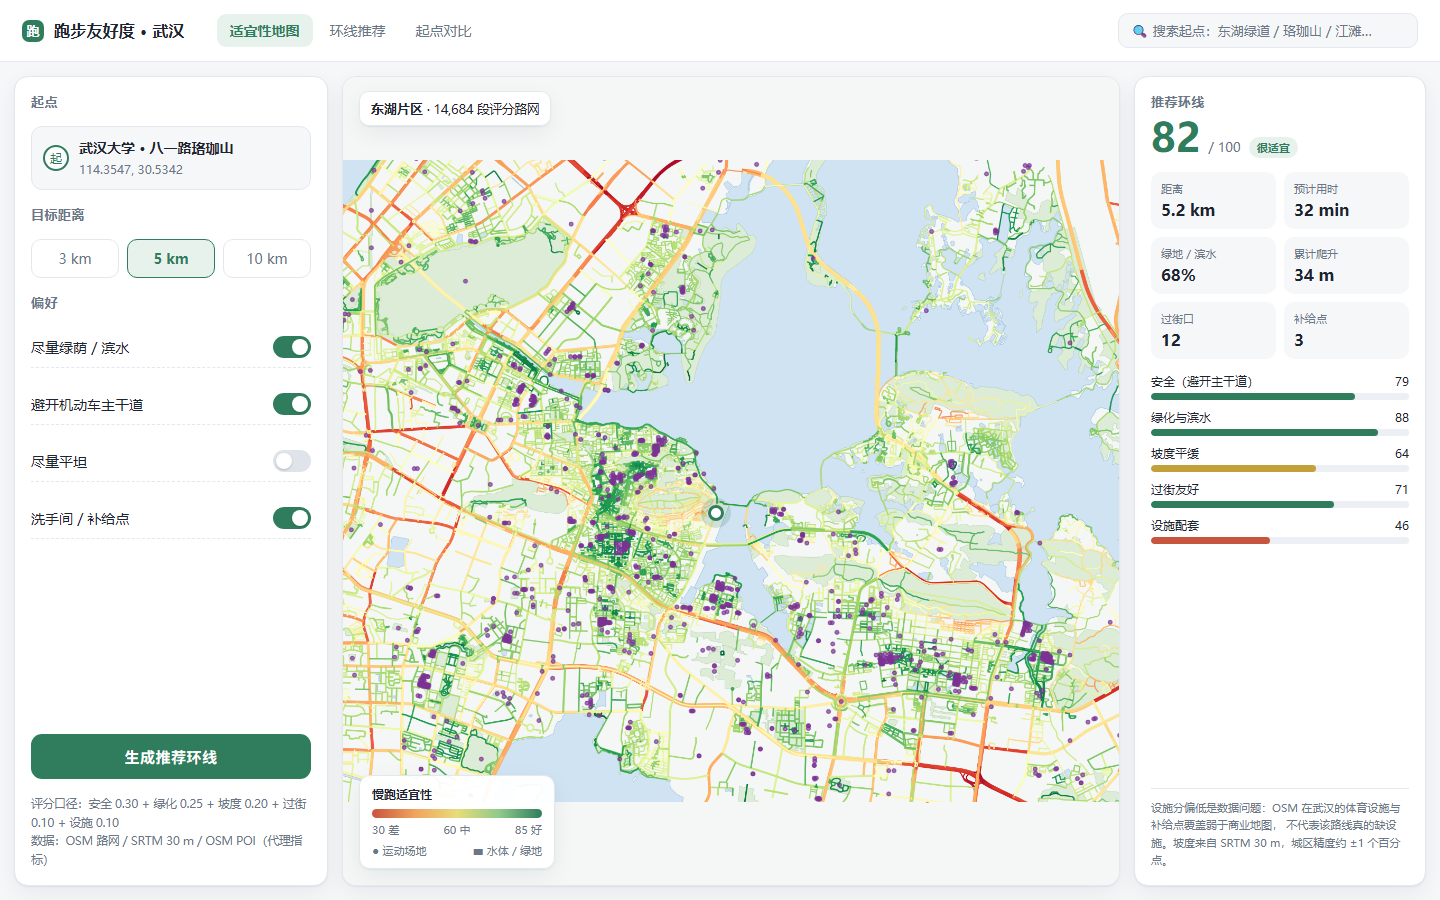 跑 跑步友好度 • 武汉
适宜性地图
环线推荐
起点对比
搜索起点：东湖绿道 / 珞珈山 / 江滩...
起点
起
武汉大学 • 八一路珞珈山
114.3547, 30.5342
目标距离
3 km
5 km
10 km
偏好
尽量绿荫 / 滨水
避开机动车主干道
尽量平坦
洗手间 / 补给点
生成推荐环线
评分口径：安全 0.30 + 绿化 0.25 + 坡度 0.20 + 过街
0.10 + 设施 0.10
数据：OSM 路网 / SRTM 30 m / OSM POI（代理指
标）
东湖片区 · 14,684 段评分路网
慢跑适宜性
30 差
60 中
85 好
运动场地
水体 / 绿地
推荐环线
82 / 100 很适宜
距离
5.2 km
预计用时
32 min
绿地 / 滨水
68%
累计爬升
34 m
过街口
12
补给点
3
安全（避开主干道） 79
绿化与滨水 88
坡度平缓 64
过街友好 71
设施配套 46
设施分偏低是数据问题：OSM 在武汉的体育设施与
补给点覆盖弱于商业地图， 不代表该路线真的缺设
施。坡度来自 SRTM 30 m，城区精度约 ±1 个百分
点。